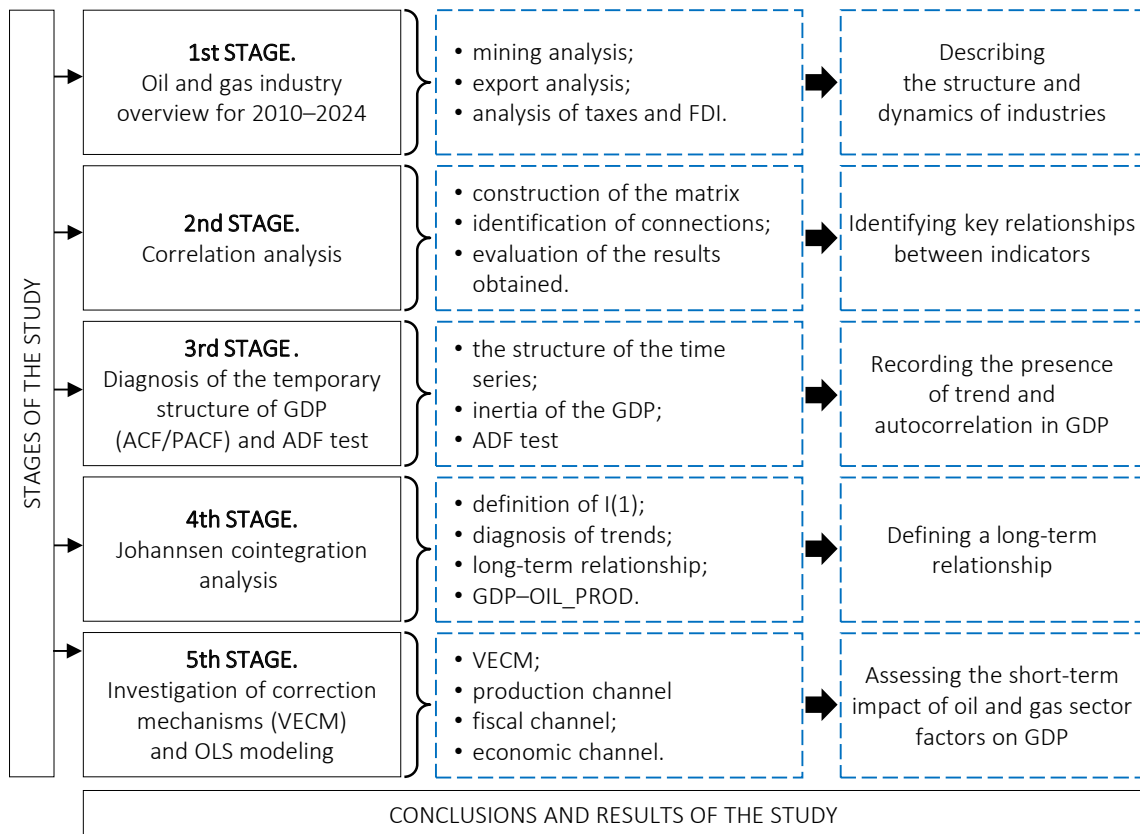 STAGES OF THE STUDY
1st STAGE.
Oil and gas industry
overview for 2010–2024
• mining analysis;
• export analysis;
• analysis of taxes and FDI.
Describing
the structure and
dynamics of industries
2nd STAGE.
Correlation analysis
• construction of the matrix
• identification of connections;
• evaluation of the results
obtained.
Identifying key relationships
between indicators
3rd STAGE.
Diagnosis of the temporary
structure of GDP
(ACF/PACF) and ADF test
• the structure of the time
series;
• inertia of the GDP;
• ADF test
Recording the presence
of trend and
autocorrelation in GDP
4th STAGE.
Johannsen cointegration
analysis
• definition of I(1);
• diagnosis of trends;
• long-term relationship;
• GDP–OIL_PROD.
Defining a long-term
relationship
5th STAGE.
Investigation of correction
mechanisms (VECM)
and OLS modeling
• VECM;
• production channel
• fiscal channel;
• economic channel.
Assessing the short-term
impact of oil and gas sector
factors on GDP
CONCLUSIONS AND RESULTS OF THE STUDY